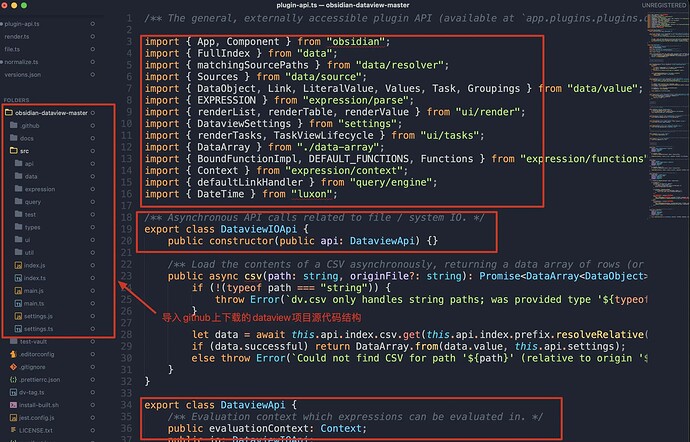 plugin-api.ts — obsidian-dataview-master
UNREGISTERED
plugin-api.ts
render.ts
file.ts
normalize.ts
versions.json
FOLDERS
obsidian-dataview-master
.github
docs
src
api
data
expression
query
test
types
ui
util
index.js
index.ts
main.js
main.ts
settings.js
settings.ts
test-vault
.editorconfig
.gitignore
.prettierrc.json
dv-tag.ts
install-built.sh
jest.config.js
LICENSE.txt
导入github上下载的dataview项目源代码结构
1 /** The general, externally accessible plugin API (available at `app.plugins.plugins.
2
3 import { App, Component } from "obsidian";
4 import { FullIndex } from "data";
5 import { matchingSourcePaths } from "data/resolver";
6 import { Sources } from "data/source";
7 import { DataObject, Link, LiteralValue, Values, Task, Groupings } from "data/value";
8 import { EXPRESSION } from "expression/parse";
9 import { renderList, renderTable, renderValue } from "ui/render";
10 import { DataviewSettings } from "settings";
11 import { renderTasks, TaskViewLifecycle } from "ui/tasks";
12 import { DataArray } from "./data-array";
13 import { BoundFunctionImpl, DEFAULT_FUNCTIONS, Functions } from "expression/functions"
14 import { Context } from "expression/context";
15 import { defaultLinkHandler } from "query/engine";
16 import { DateTime } from "luxon";
17
18 /** Asynchronous API calls related to file / system IO. */
19 export class DataviewIOApi {
20 public constructor(public api: DataviewApi) {}
21
22 /** Load the contents of a CSV asynchronously, returning a data array of rows (or
23 public async csv(path: string, originFile?: string): Promise<DataArray<DataObject>
24 if (!(typeof path === "string")) {
25 throw Error(`dv.csv only handles string paths; was provided type '${typeof
26 }
27
28 let data = await this.api.index.csv.get(this.api.index.prefix.resolveRelative(
29 if (data.successful) return DataArray.from(data.value, this.api.settings);
30 else throw Error(`Could not find CSV for path '${path}' (relative to origin '$
31 }
32 }
33
34 export class DataviewApi {
35 /** Evaluation context which expressions can be evaluated in. */
36 public evaluationContext: Context;
37 public io: DataviewIOApi;